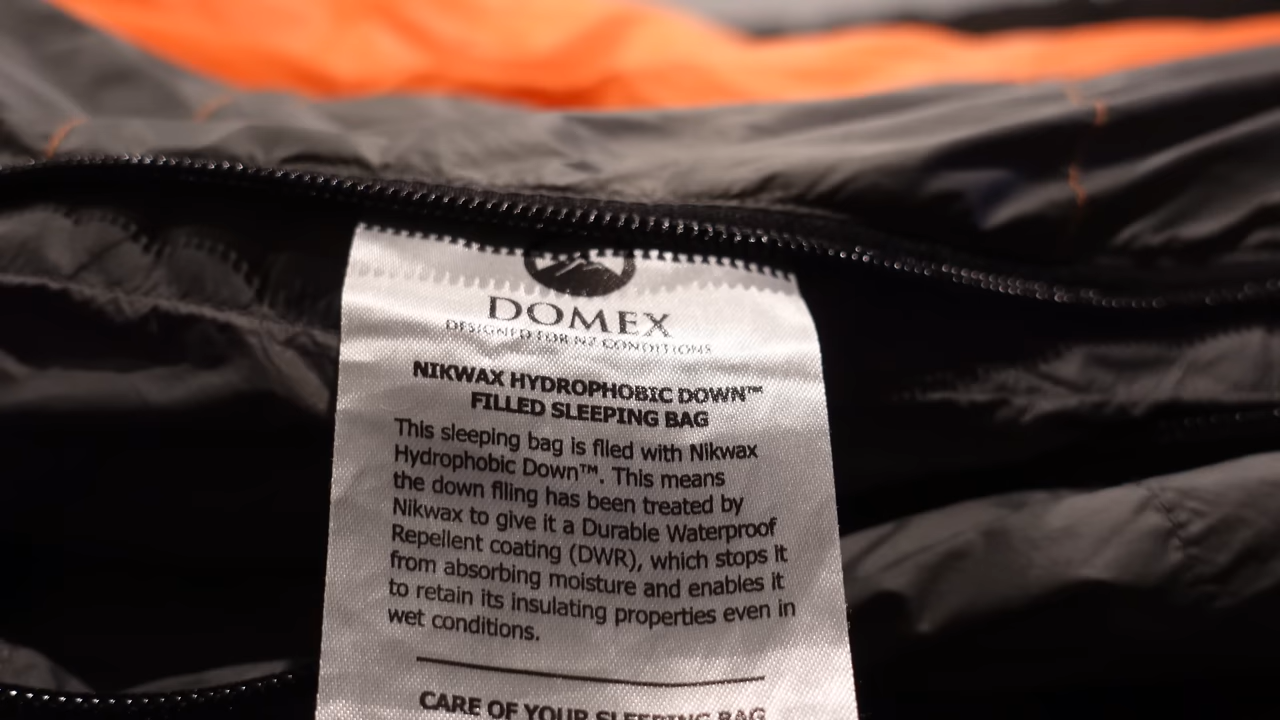 DOMEX
DESIGNED FOR NZ CONDITIONS
NIKWAX HYDROPHOBIC DOWN™
FILLED SLEEPING BAG
This sleeping bag is flled with Nikwax
Hydrophobic Down™. This means
the down flling has been treated by
Nikwax to give it a Durable Waterproof
Repellent coating (DWR), which stops it
from absorbing moisture and enables it
to retain its insulating properties even in
wet conditions.
CARE OF YOUR SLEEPING BAG